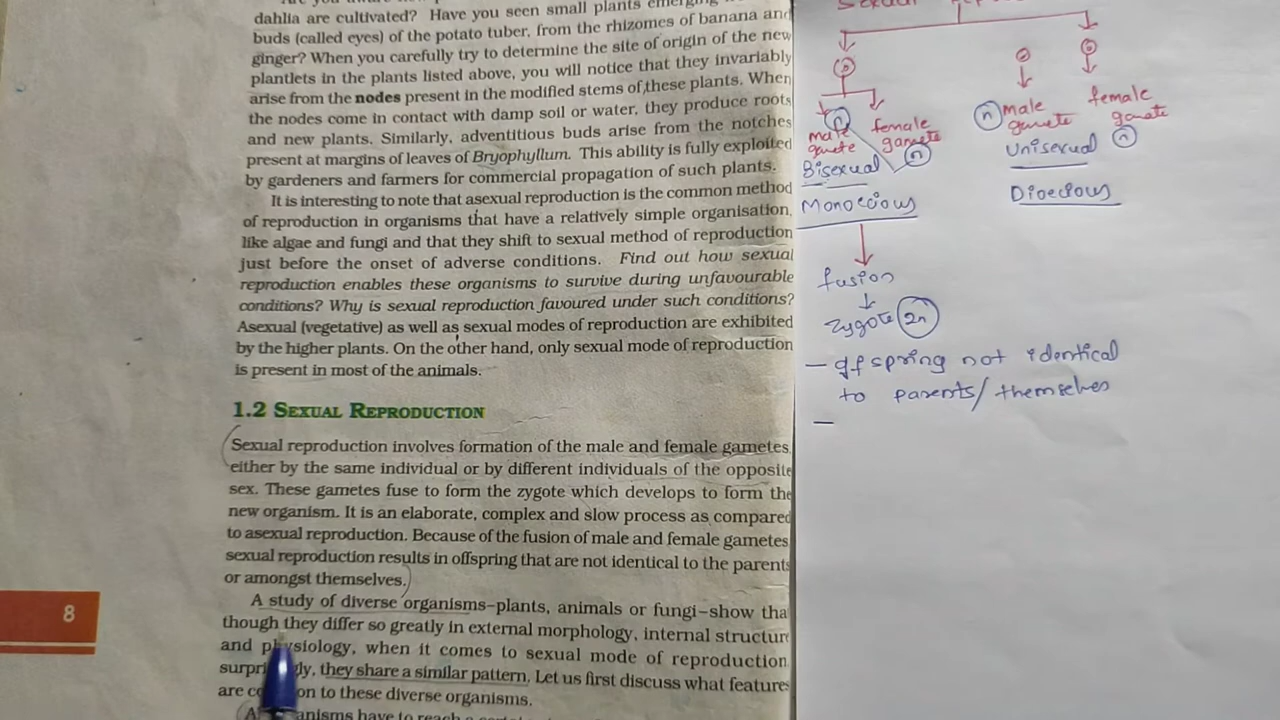 dahlia are cultivated? Have you seen small plants emerging
buds (called eyes) of the potato tuber, from the rhizomes of banana and
ginger? When you carefully try to determine the site of origin of the new
plantlets in the plants listed above, you will notice that they invariably
arise from the nodes present in the modified stems of these plants. When
the nodes come in contact with damp soil or water, they produce roots
and new plants. Similarly, adventitious buds arise from the notches
present at margins of leaves of Bryophyllum. This ability is fully exploited
by gardeners and farmers for commercial propagation of such plants.
It is interesting to note that asexual reproduction is the common method
of reproduction in organisms that have a relatively simple organisation,
like algae and fungi and that they shift to sexual method of reproduction
just before the onset of adverse conditions. Find out how sexual
reproduction enables these organisms to survive during unfavourable
conditions? Why is sexual reproduction favoured under such conditions?
Asexual (vegetative) as well as sexual modes of reproduction are exhibited
by the higher plants. On the other hand, only sexual mode of reproduction
is present in most of the animals.
1.2 SEXUAL REPRODUCTION
Sexual reproduction involves formation of the male and female gametes,
either by the same individual or by different individuals of the opposite
sex. These gametes fuse to form the zygote which develops to form the
new organism. It is an elaborate, complex and slow process as compared
to asexual reproduction. Because of the fusion of male and female gametes,
sexual reproduction results in offspring that are not identical to the parents
or amongst themselves.
A study of diverse organisms–plants, animals or fungi–show tha
though they differ so greatly in external morphology, internal structur
and physiology, when it comes to sexual mode of reproduction
they share a similar pattern. Let us first discuss what features
are to these diverse organisms.
have to reach a
8
n male gamete
female gamete n
male gamete n
female gamete n
Bisexual
Unisexual
Monoecious
Dioecious
fusion
zygote 2n
– offspring not identical
to parents/themselves
–